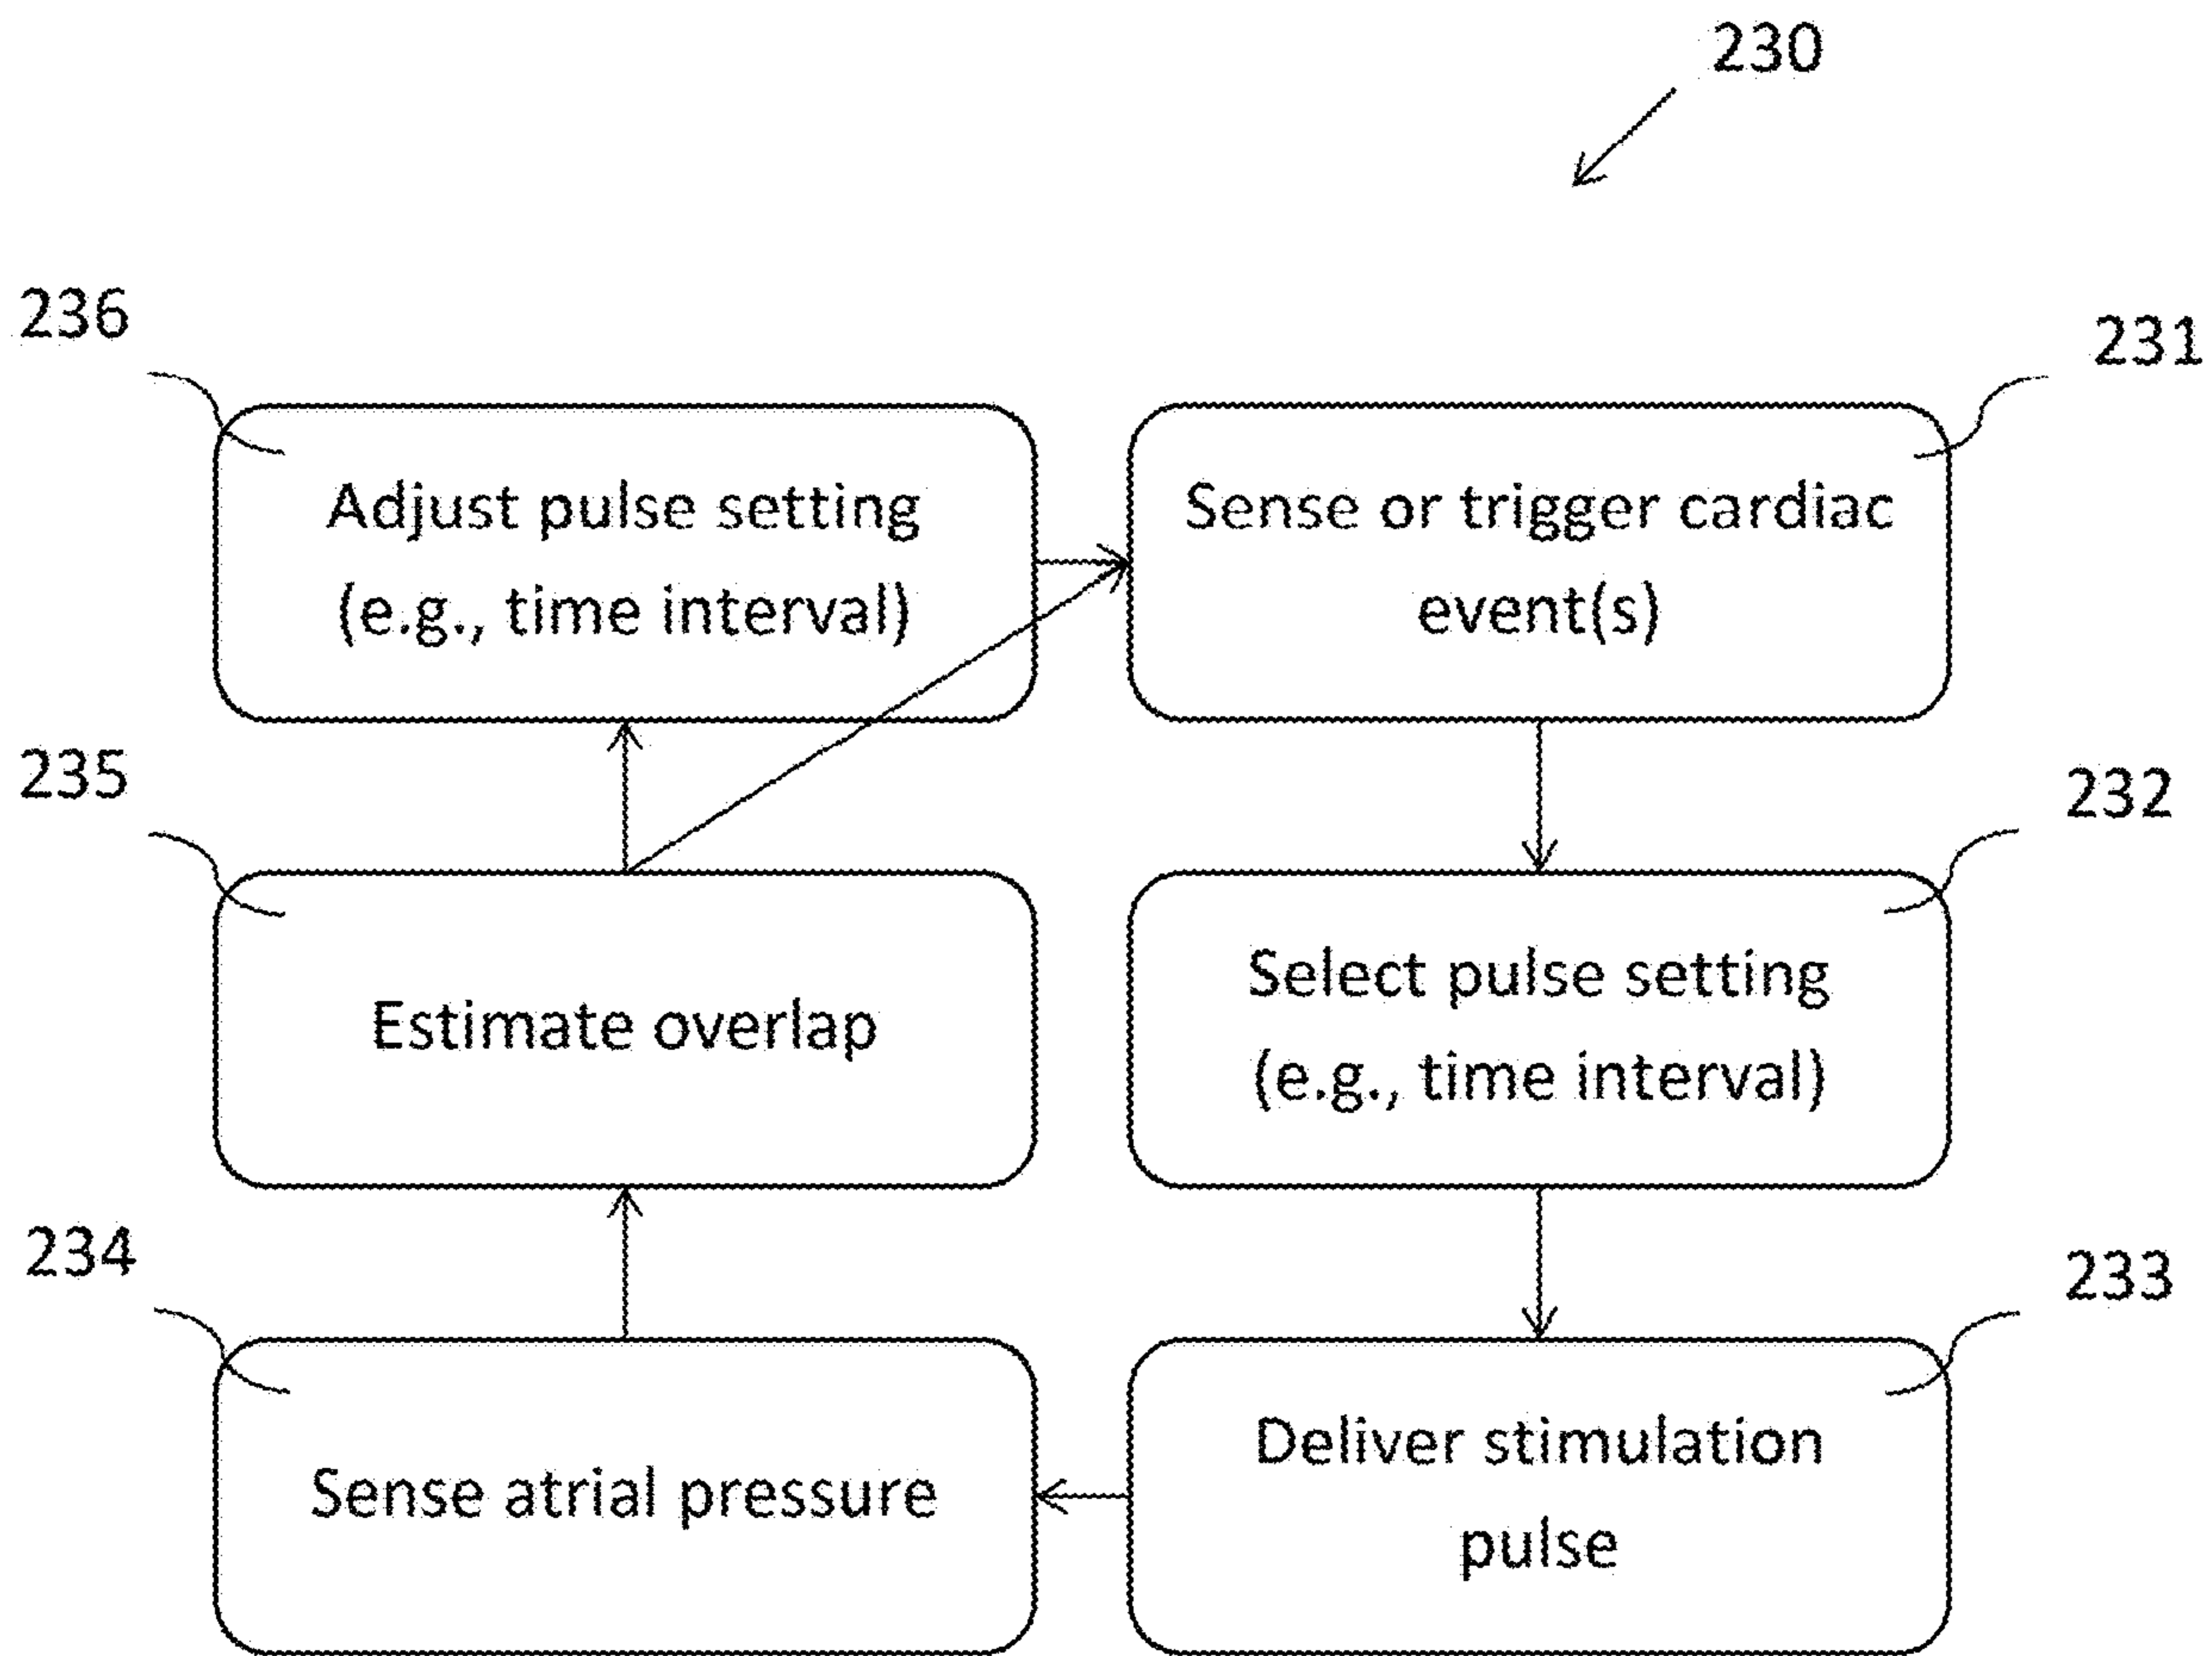 230
236
231
Adjust pulse setting
(e.g., time interval)
Sense or trigger cardiac
event(s)
235
232
Estimate overlap
Select pulse setting
(e.g., time interval)
234
233
Sense atrial pressure
Deliver stimulation
pulse